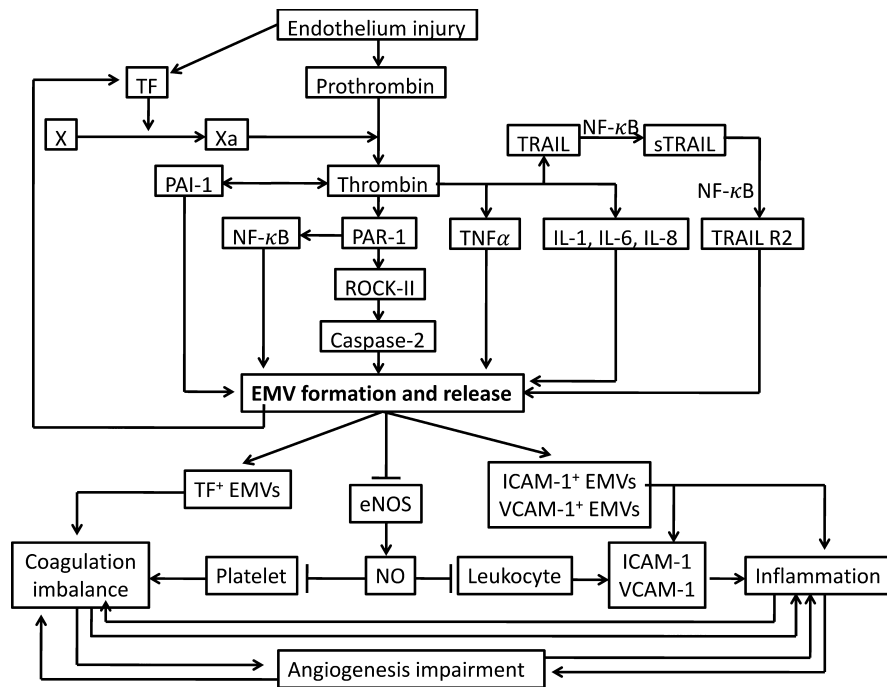 Endothelium injury
TF
Prothrombin
X
Xa
TRAIL
NF-κB
sTRAIL
PAI-1
Thrombin
NF-κB
NF-κB
PAR-1
TNFα
IL-1, IL-6, IL-8
TRAIL R2
ROCK-II
Caspase-2
EMV formation and release
TF⁺ EMVs
eNOS
ICAM-1⁺ EMVs
VCAM-1⁺ EMVs
Coagulation
imbalance
Platelet
NO
Leukocyte
ICAM-1
VCAM-1
Inflammation
Angiogenesis impairment